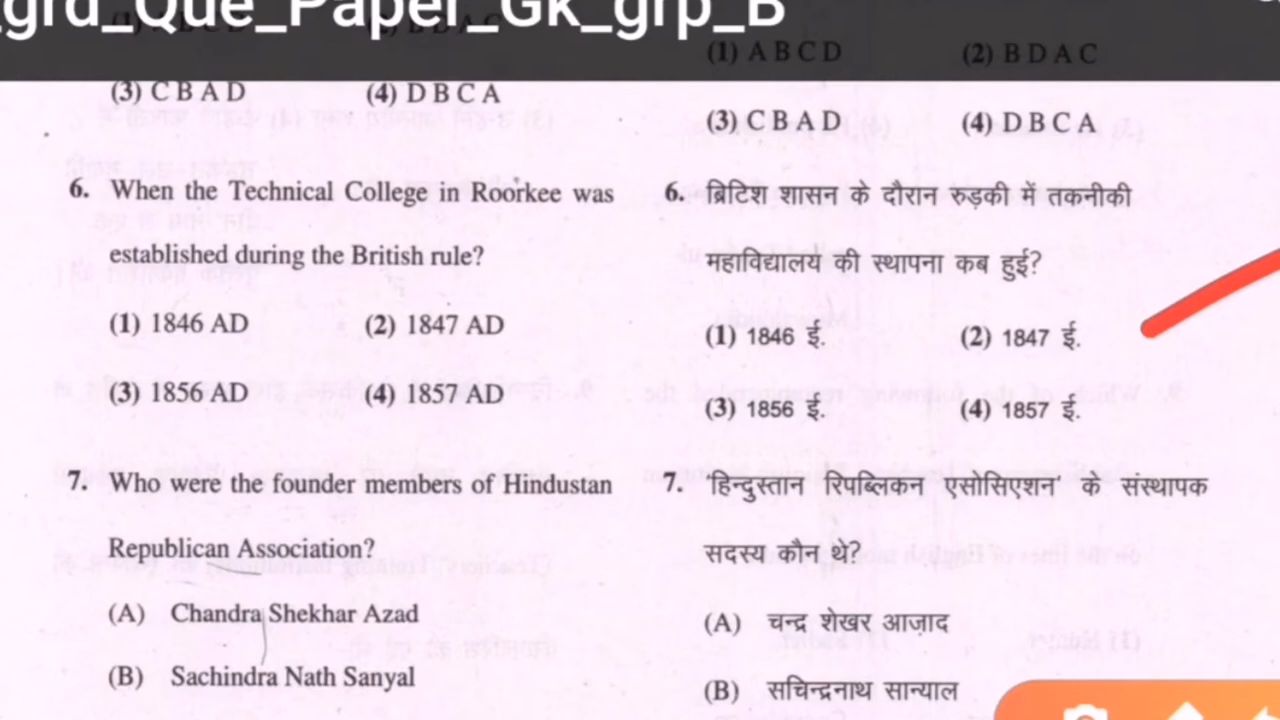 grd_Que_Paper_Gk_grp_B
(1) A B C D (2) B D A C
(3) C B A D (4) D B C A
6. When the Technical College in Roorkee was
established during the British rule?
(1) 1846 AD (2) 1847 AD
(3) 1856 AD (4) 1857 AD
7. Who were the founder members of Hindustan
Republican Association?
(A) Chandra Shekhar Azad
(B) Sachindra Nath Sanyal
(1) A B C D (2) B D A C
(3) C B A D (4) D B C A
6. ब्रिटिश शासन के दौरान रुड़की में तकनीकी
महाविद्यालय की स्थापना कब हुई?
(1) 1846 ई. (2) 1847 ई.
(3) 1856 ई. (4) 1857 ई.
7. हिन्दुस्तान रिपब्लिकन एसोसिएशन' के संस्थापक
सदस्य कौन थे?
(A) चन्द्र शेखर आज़ाद
(B) सचिन्द्रनाथ सान्याल